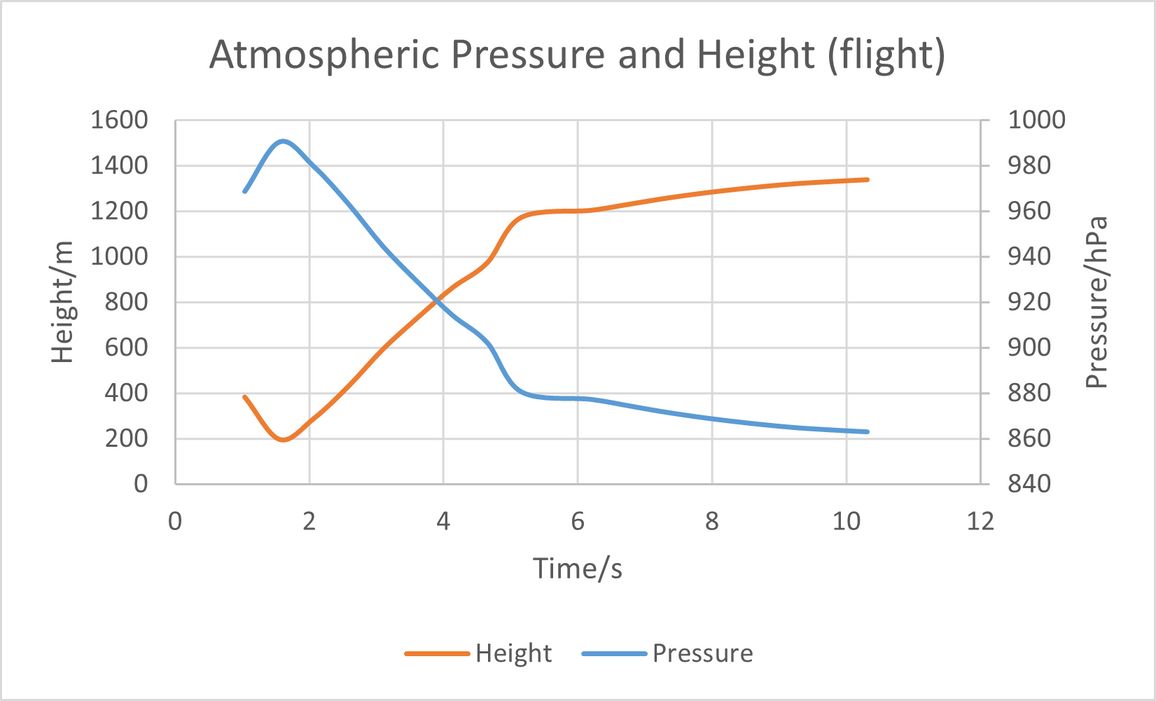 Atmospheric Pressure and Height (flight)
1600 1000
1400 980
1200 960
1000 940
800 920
600 900
400 880
200 860
0 840
Height/m
Pressure/hPa
0 2 4 6 8 10 12
Time/s
Height Pressure